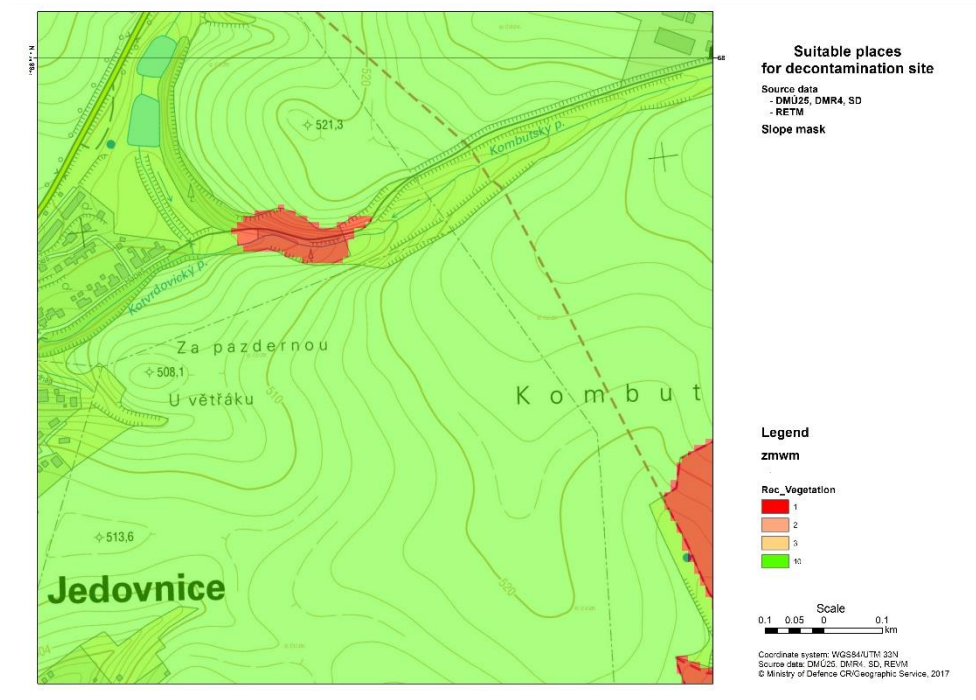 Suitable places
for decontamination site
Source data
- DMÚ25, DMR4, SD
- RETM
Slope mask
68
520
521,3
Kombutský p.
Kotvrdovický p.
Za pazdernou
508,1
U větřáku
510
Kombut
513,6
Jedovnice
520
Legend
zmwm
Rec_Vegetation
1
2
3
10
Scale
0.1 0.05 0 0.1
km
Coordinate system: WGS84/UTM 33N
Source data: DMÚ25, DMR4, SD, REVM
© Ministry of Defence CR/Geographic Service, 2017